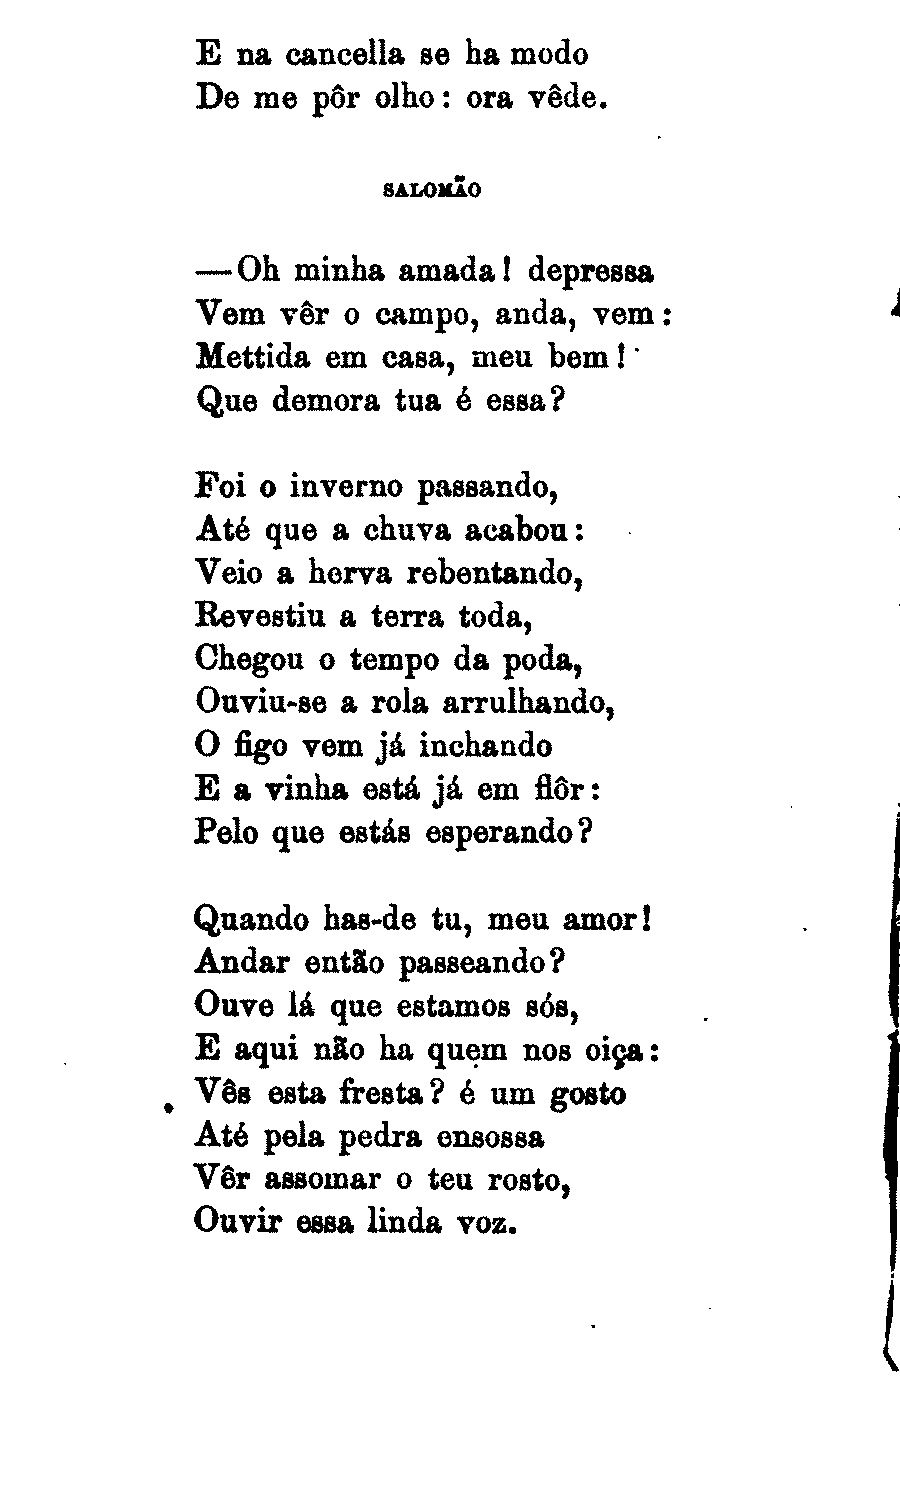 E na cancella se ha modo
De me pôr olho: ora vêde.
SALOMÃO
—Oh minha amada! depressa
Vem vêr o campo, anda, vem:
Mettida em casa, meu bem!
Que demora tua é essa?
Foi o inverno passando,
Até que a chuva acabou:
Veio a herva rebentando,
Revestiu a terra toda,
Chegou o tempo da poda,
Ouviu-se a rola arrulhando,
O figo vem já inchando
E a vinha está já em flôr:
Pelo que estás esperando?
Quando has-de tu, meu amor!
Andar então passeando?
Ouve lá que estamos sós,
E aqui não ha quem nos oiça:
Vês esta fresta? é um gosto
Até pela pedra ensossa
Vêr assomar o teu rosto,
Ouvir essa linda voz.